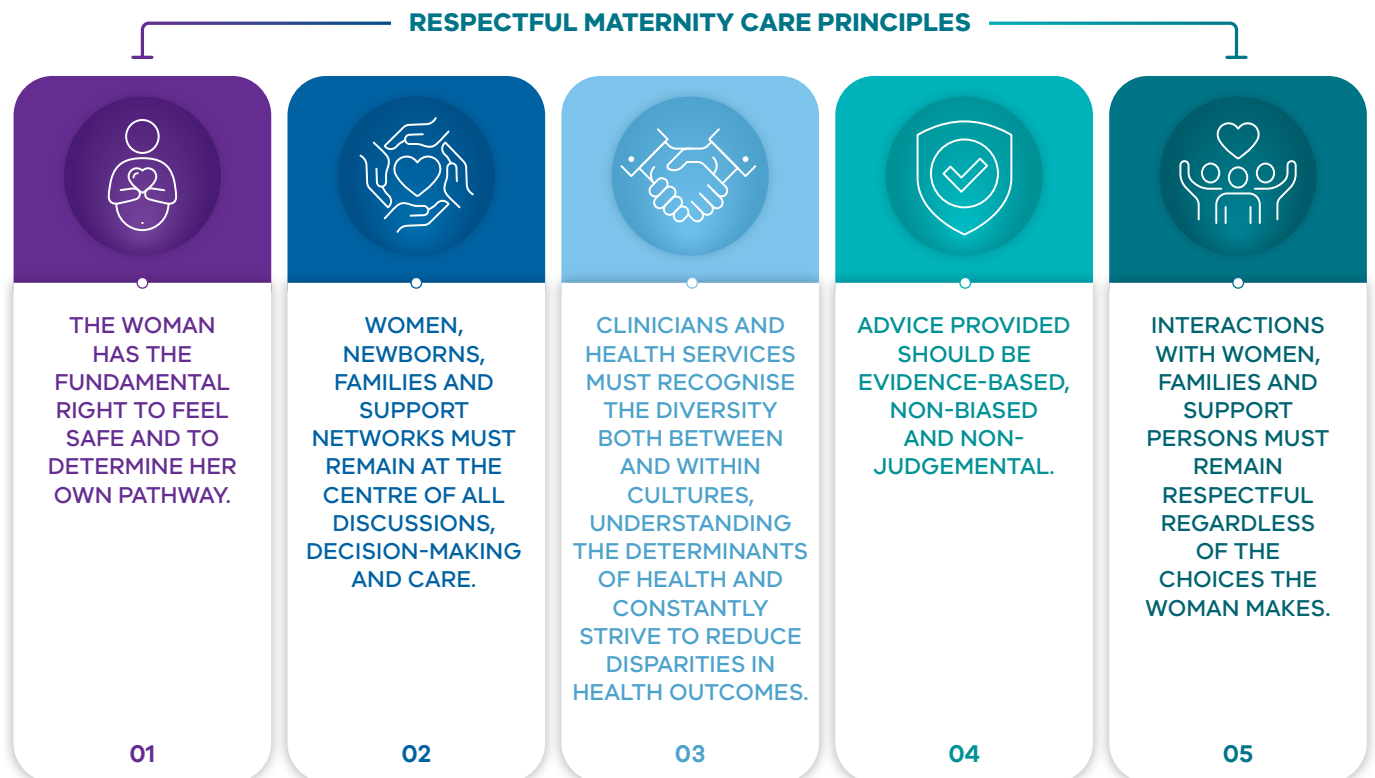 RESPECTFUL MATERNITY CARE PRINCIPLES
THE WOMAN
HAS THE
FUNDAMENTAL
RIGHT TO FEEL
SAFE AND TO
DETERMINE HER
OWN PATHWAY.
01
WOMEN,
NEWBORNS,
FAMILIES AND
SUPPORT
NETWORKS MUST
REMAIN AT THE
CENTRE OF ALL
DISCUSSIONS,
DECISION-MAKING
AND CARE.
02
CLINICIANS AND
HEALTH SERVICES
MUST RECOGNISE
THE DIVERSITY
BOTH BETWEEN
AND WITHIN
CULTURES,
UNDERSTANDING
THE DETERMINANTS
OF HEALTH AND
CONSTANTLY
STRIVE TO REDUCE
DISPARITIES IN
HEALTH OUTCOMES.
03
ADVICE PROVIDED
SHOULD BE
EVIDENCE-BASED,
NON-BIASED
AND NON-
JUDGEMENTAL.
04
INTERACTIONS
WITH WOMEN,
FAMILIES AND
SUPPORT
PERSONS MUST
REMAIN
RESPECTFUL
REGARDLESS
OF THE
CHOICES THE
WOMAN MAKES.
05